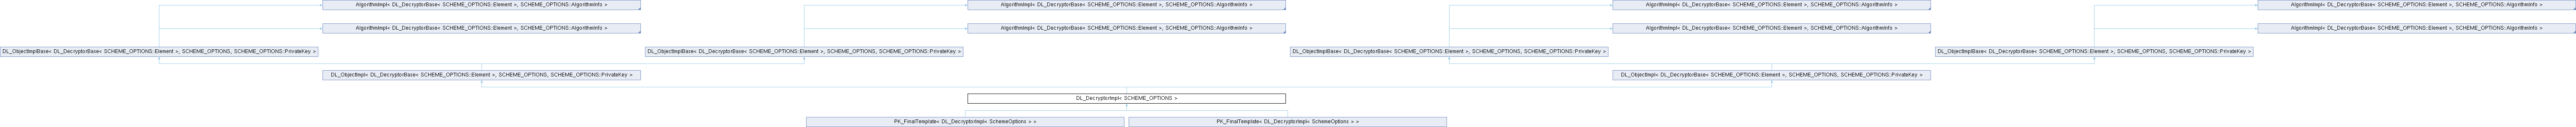 AlgorithmImpl< DL_DecryptorBase< SCHEME_OPTIONS::Element >, SCHEME_OPTIONS::AlgorithmInfo >
AlgorithmImpl< DL_DecryptorBase< SCHEME_OPTIONS::Element >, SCHEME_OPTIONS::AlgorithmInfo >
AlgorithmImpl< DL_DecryptorBase< SCHEME_OPTIONS::Element >, SCHEME_OPTIONS::AlgorithmInfo >
AlgorithmImpl< DL_DecryptorBase< SCHEME_OPTIONS::Element >, SCHEME_OPTIONS::AlgorithmInfo >
AlgorithmImpl< DL_DecryptorBase< SCHEME_OPTIONS::Element >, SCHEME_OPTIONS::AlgorithmInfo >
AlgorithmImpl< DL_DecryptorBase< SCHEME_OPTIONS::Element >, SCHEME_OPTIONS::AlgorithmInfo >
AlgorithmImpl< DL_DecryptorBase< SCHEME_OPTIONS::Element >, SCHEME_OPTIONS::AlgorithmInfo >
AlgorithmImpl< DL_DecryptorBase< SCHEME_OPTIONS::Element >, SCHEME_OPTIONS::AlgorithmInfo >
DL_ObjectImplBase< DL_DecryptorBase< SCHEME_OPTIONS::Element >, SCHEME_OPTIONS, SCHEME_OPTIONS::PrivateKey >
DL_ObjectImplBase< DL_DecryptorBase< SCHEME_OPTIONS::Element >, SCHEME_OPTIONS, SCHEME_OPTIONS::PrivateKey >
DL_ObjectImplBase< DL_DecryptorBase< SCHEME_OPTIONS::Element >, SCHEME_OPTIONS, SCHEME_OPTIONS::PrivateKey >
DL_ObjectImplBase< DL_DecryptorBase< SCHEME_OPTIONS::Element >, SCHEME_OPTIONS, SCHEME_OPTIONS::PrivateKey >
DL_ObjectImpl< DL_DecryptorBase< SCHEME_OPTIONS::Element >, SCHEME_OPTIONS, SCHEME_OPTIONS::PrivateKey >
DL_ObjectImpl< DL_DecryptorBase< SCHEME_OPTIONS::Element >, SCHEME_OPTIONS, SCHEME_OPTIONS::PrivateKey >
DL_DecryptorImpl< SCHEME_OPTIONS >
PK_FinalTemplate< DL_DecryptorImpl< SchemeOptions > >
PK_FinalTemplate< DL_DecryptorImpl< SchemeOptions > >